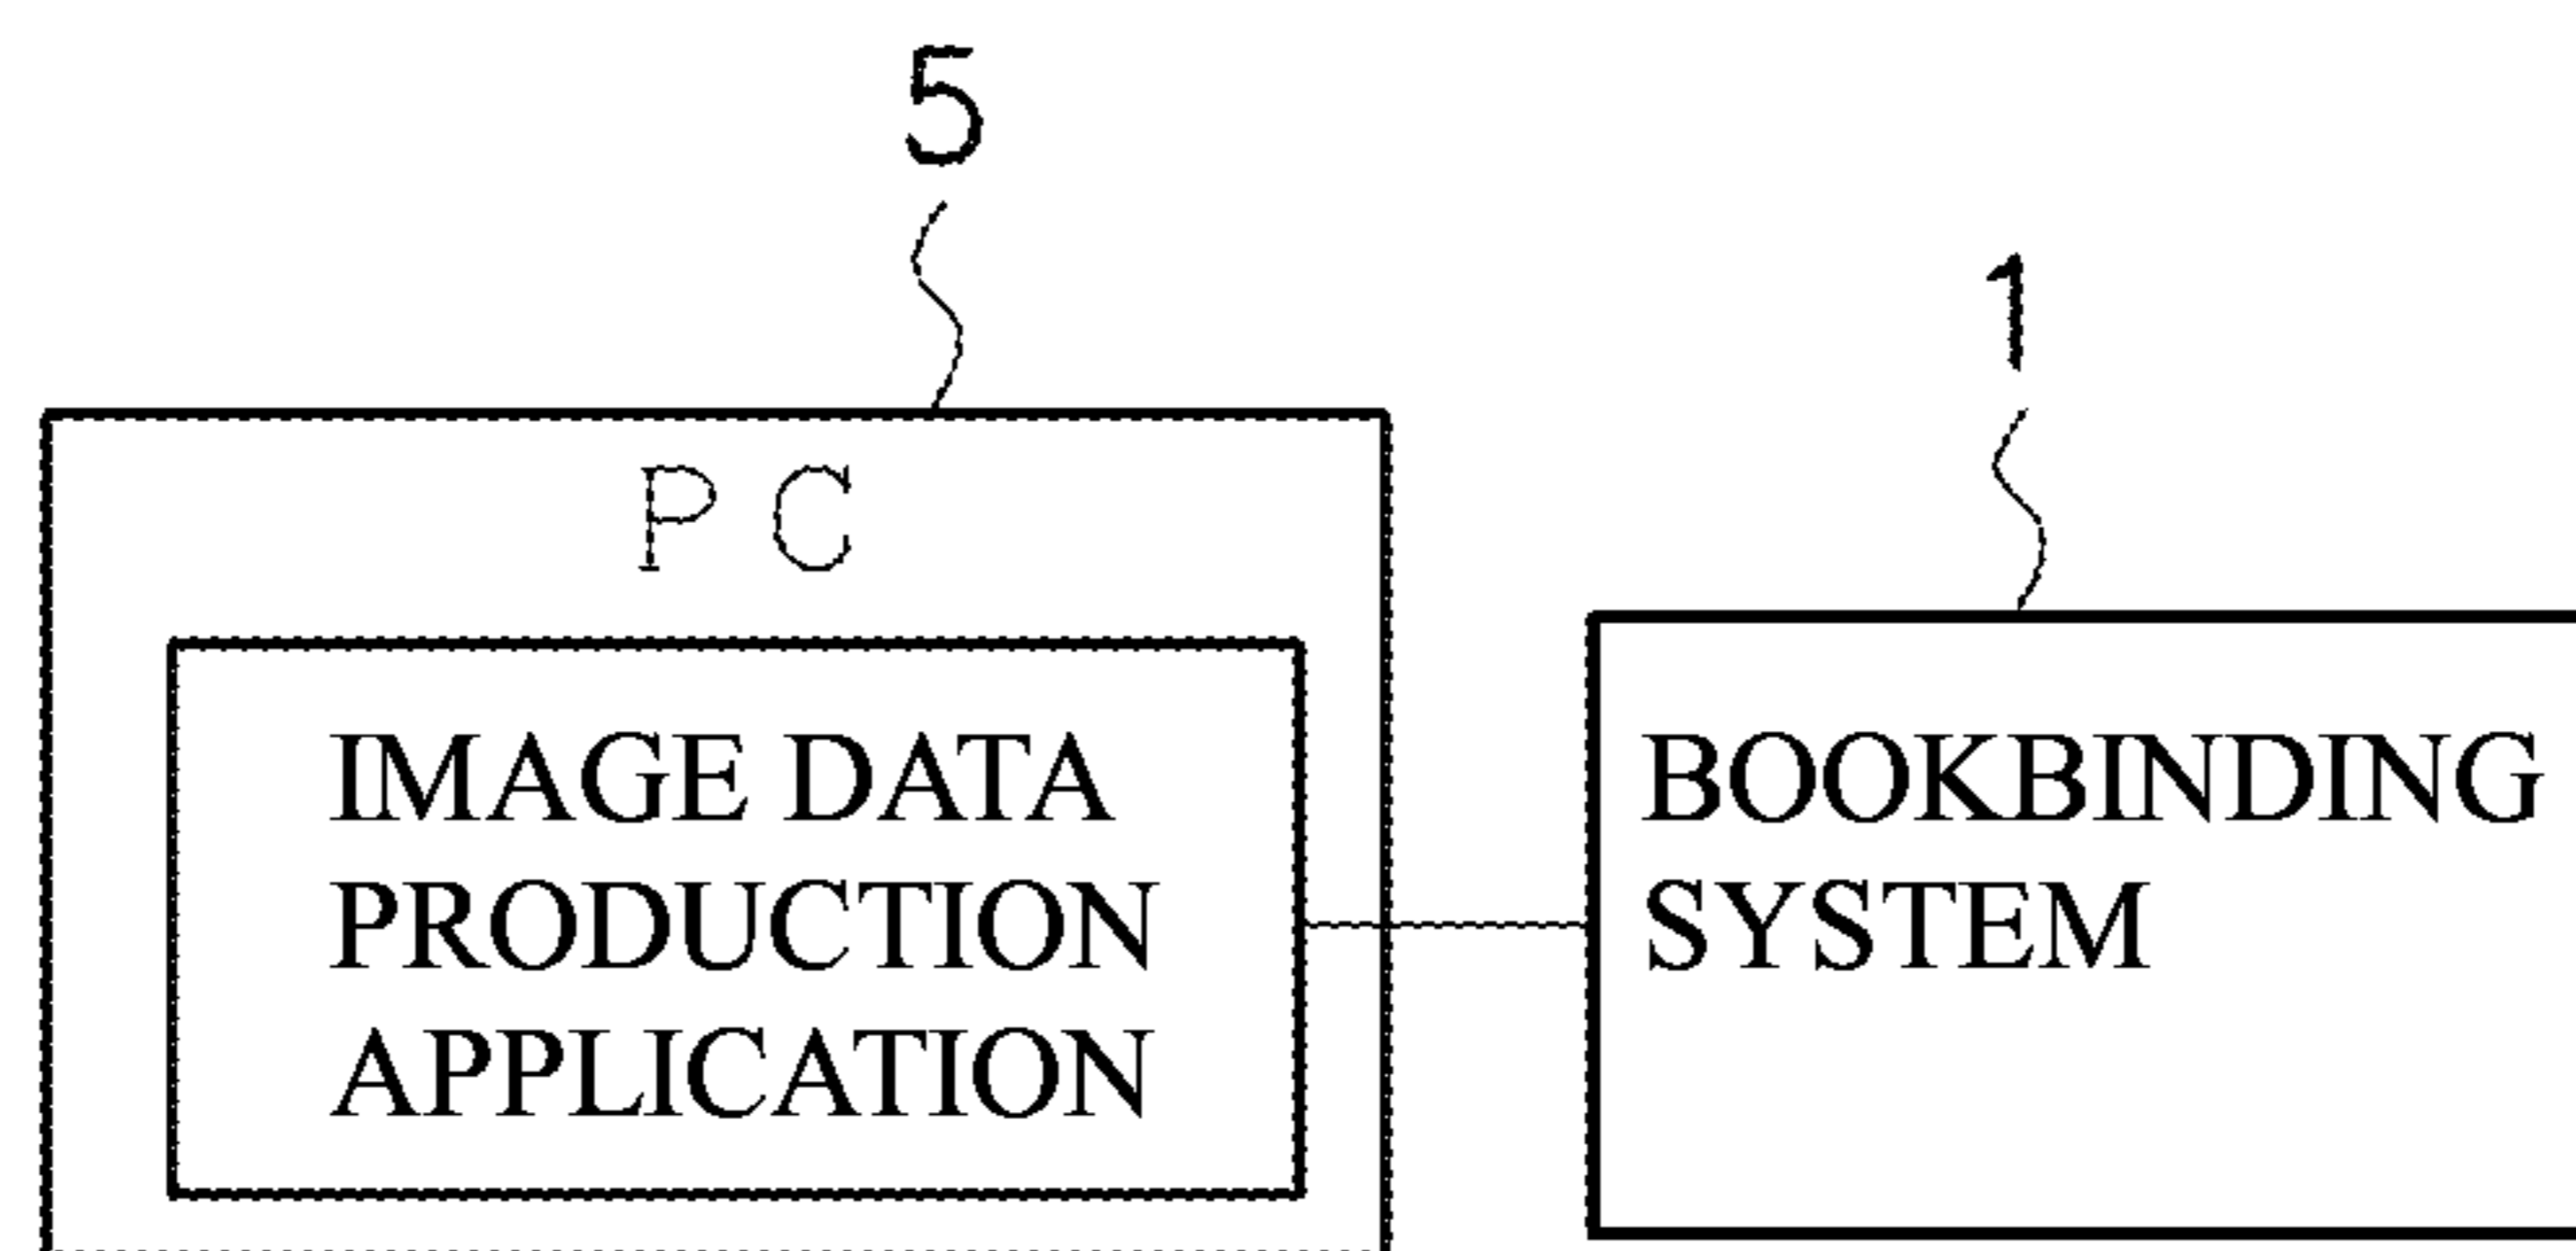 5
1
PC
IMAGE DATA
PRODUCTION
APPLICATION
BOOKBINDING
SYSTEM